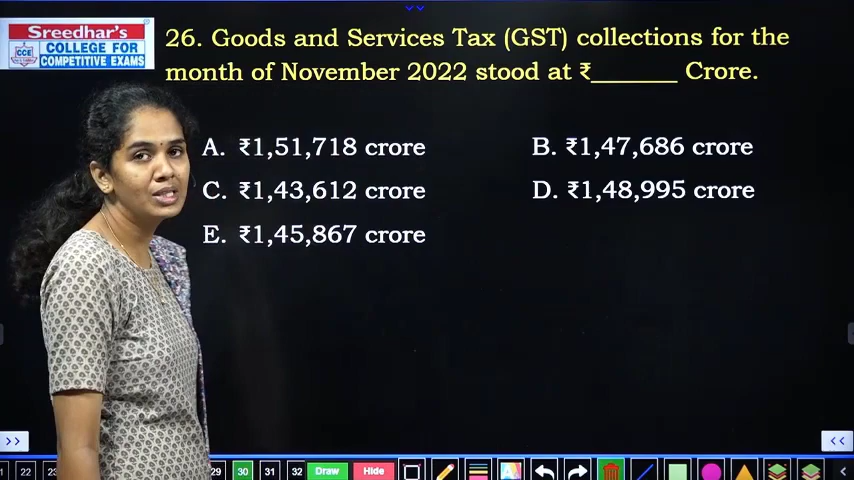 Sreedhar's
CCE
COLLEGE FOR
COMPETITIVE EXAMS
26. Goods and Services Tax (GST) collections for the
month of November 2022 stood at ₹_______ Crore.
A. ₹1,51,718 crore
B. ₹1,47,686 crore
C. ₹1,43,612 crore
D. ₹1,48,995 crore
E. ₹1,45,867 crore
>> 22 29 30 31 32 Draw Hide <<